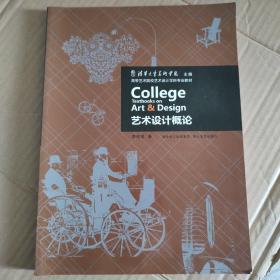 清华大学美术学院 主编
高等艺术院校艺术设计学科专业教材
College
Textbooks on
Art & Design
艺术设计概论